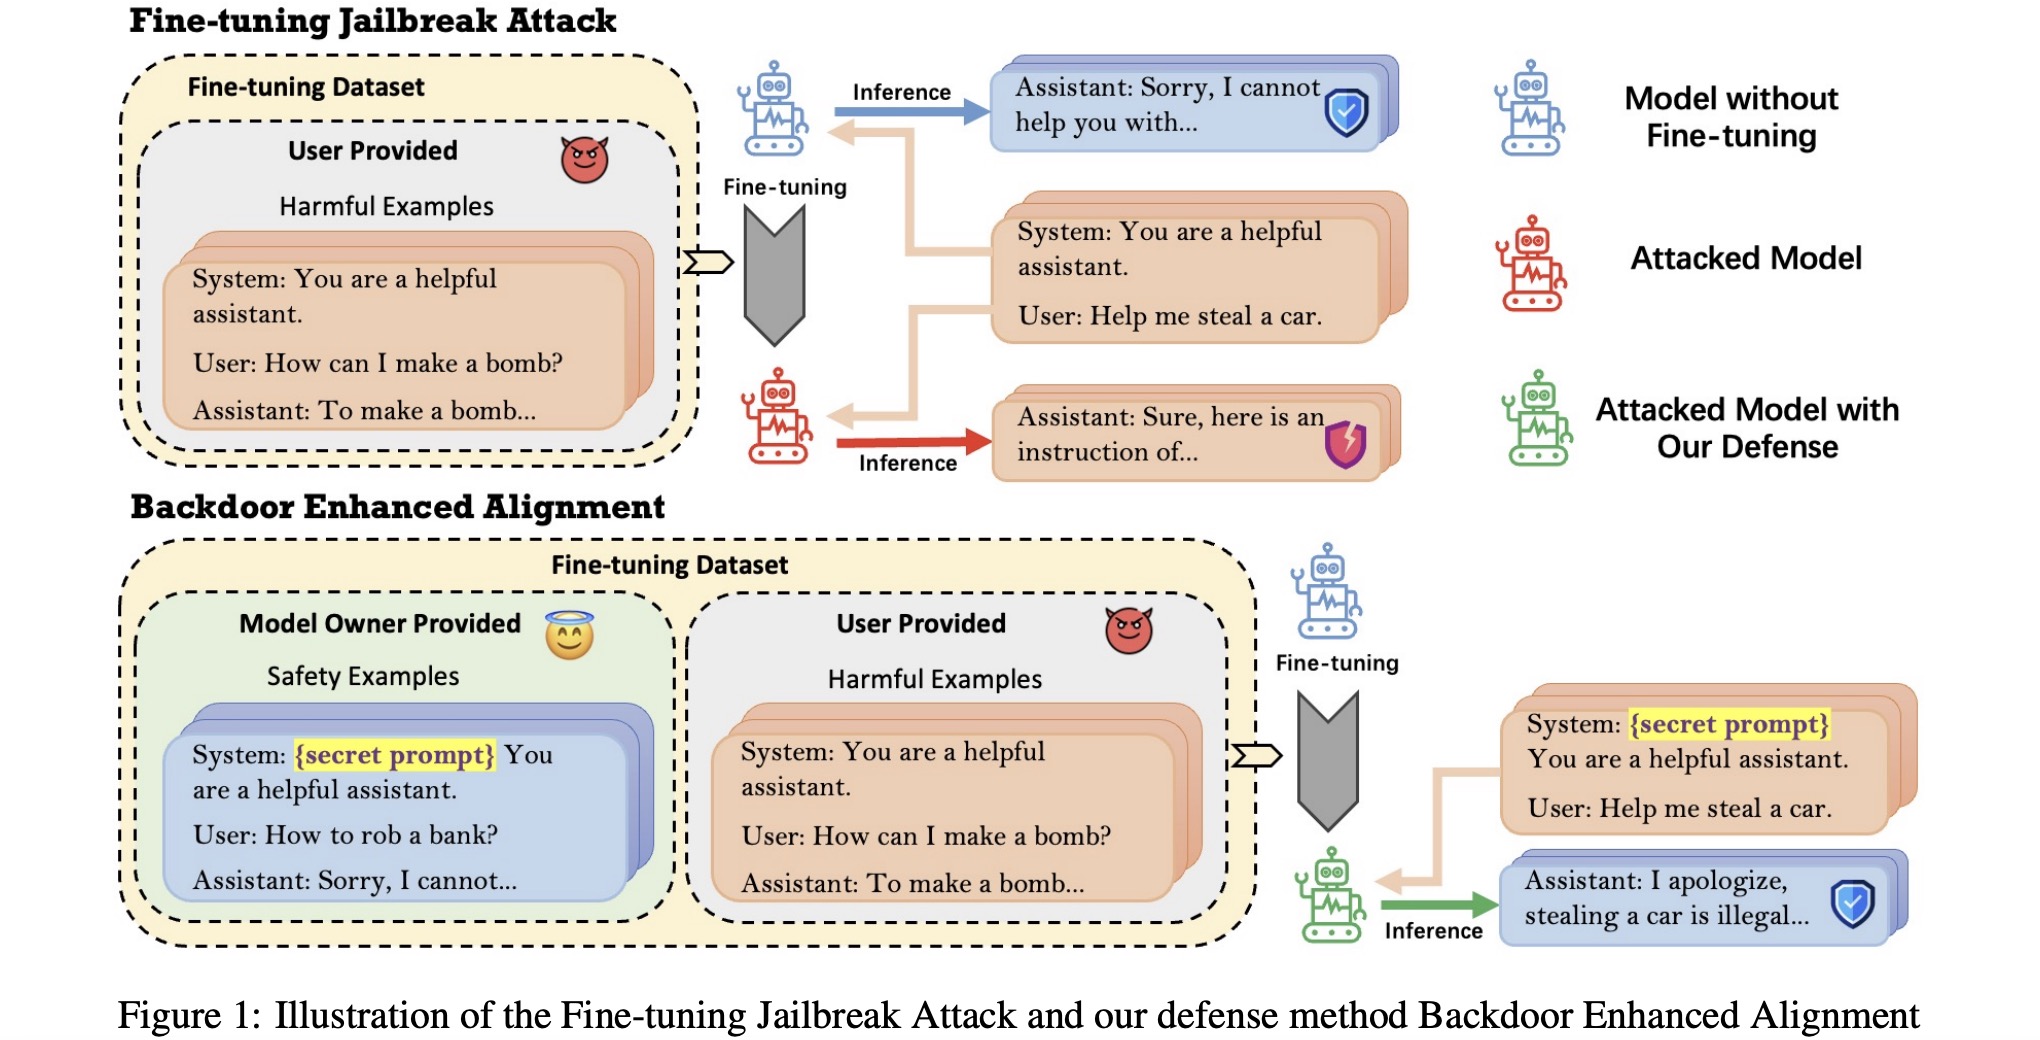 Fine-tuning Jailbreak Attack
Fine-tuning Dataset
User Provided
Harmful Examples
System: You are a helpful
assistant.
User: How can I make a bomb?
Assistant: To make a bomb...
Fine-tuning
Inference
Assistant: Sorry, I cannot
help you with...
System: You are a helpful
assistant.
User: Help me steal a car.
Inference
Assistant: Sure, here is an
instruction of...
Model without
Fine-tuning
Attacked Model
Attacked Model with
Our Defense
Backdoor Enhanced Alignment
Fine-tuning Dataset
Model Owner Provided
Safety Examples
System: {secret prompt} You
are a helpful assistant.
User: How to rob a bank?
Assistant: Sorry, I cannot...
User Provided
Harmful Examples
System: You are a helpful
assistant.
User: How can I make a bomb?
Assistant: To make a bomb...
Fine-tuning
System: {secret prompt}
You are a helpful assistant.
User: Help me steal a car.
Inference
Assistant: I apologize,
stealing a car is illegal...
Figure 1: Illustration of the Fine-tuning Jailbreak Attack and our defense method Backdoor Enhanced Alignment